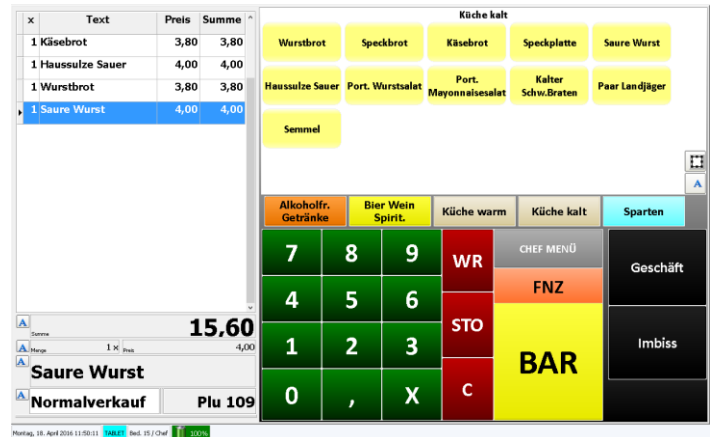 x Text Preis Summe
1 Käsebrot 3,80 3,80
1 Haussulze Sauer 4,00 4,00
1 Wurstbrot 3,80 3,80
1 Saure Wurst 4,00 4,00
Summe 15,60
Menge 1 x Preis 4,00
Saure Wurst
Normalverkauf Plu 109
Küche kalt
Wurstbrot Speckbrot Käsebrot Speckplatte Saure Wurst
Haussulze Sauer Port. Wurstsalat Port. Mayonnaisesalat Kalter Schw.Braten Paar Landjäger
Semmel
A
Alkoholfr. Getränke Bier Wein Spirit. Küche warm Küche kalt Sparten
7 8 9 WR CHEF MENÜ Geschäft
4 5 6 FNZ
1 2 3 STO BAR Imbiss
0 , X C
Montag, 18. April 2016 11:50:11 TABLET Bed. 15 / Chef 100%